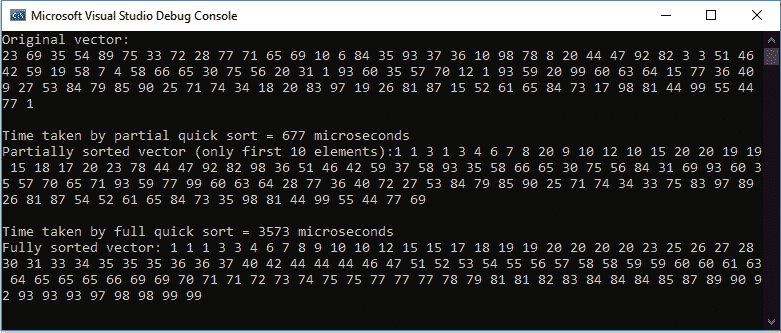 Microsoft Visual Studio Debug Console
Original vector:
23 69 35 54 89 75 33 72 28 77 71 65 69 10 6 84 35 93 37 36 10 98 78 8 20 44 47 92 82 3 3 51 46
42 59 19 58 7 4 58 66 65 30 75 56 20 31 1 93 60 35 57 70 12 1 93 59 20 99 60 63 64 15 77 36 40
9 27 53 84 79 85 90 25 71 74 34 18 20 83 97 19 26 81 87 15 52 61 65 84 73 17 98 81 44 99 55 44
77 1
Time taken by partial quick sort = 677 microseconds
Partially sorted vector (only first 10 elements):1 1 3 1 3 4 6 7 8 20 9 10 12 10 15 20 20 19 19
15 18 17 20 23 78 44 47 92 82 98 36 51 46 42 59 37 58 93 35 58 66 65 30 75 56 84 31 69 93 60 3
5 57 70 65 71 93 59 77 99 60 63 64 28 77 36 40 72 27 53 84 79 85 90 25 71 74 34 33 75 83 97 89
26 81 87 54 52 61 65 84 73 35 98 81 44 99 55 44 77 69
Time taken by full quick sort = 3573 microseconds
Fully sorted vector: 1 1 1 3 3 4 6 7 8 9 10 10 12 15 15 17 18 19 19 20 20 20 20 23 25 26 27 28
30 31 33 34 35 35 35 36 36 37 40 42 44 44 44 46 47 51 52 53 54 55 56 57 58 58 59 59 60 60 61 63
64 65 65 65 66 69 69 70 71 71 72 73 74 75 75 77 77 77 78 79 81 81 82 83 84 84 84 85 87 89 90 9
2 93 93 93 97 98 98 99 99